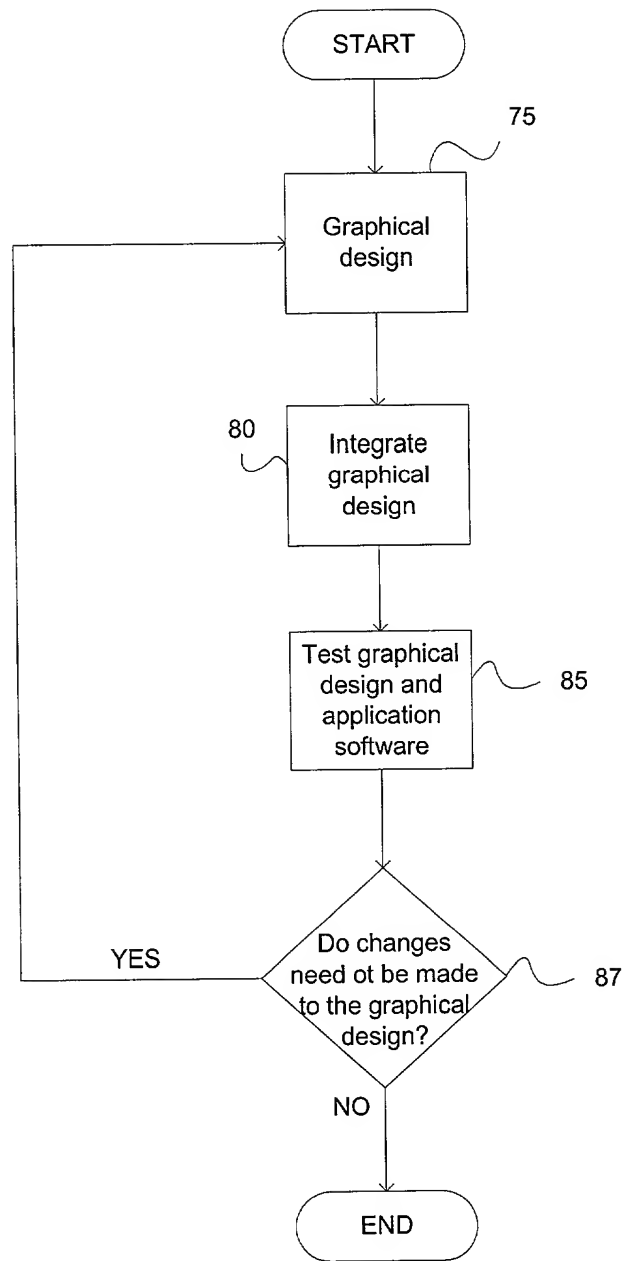 START
75
Graphical
design
80
Integrate
graphical
design
Test graphical
design and
application
software
85
Do changes
need ot be made
to the graphical
design?
87
YES
NO
END